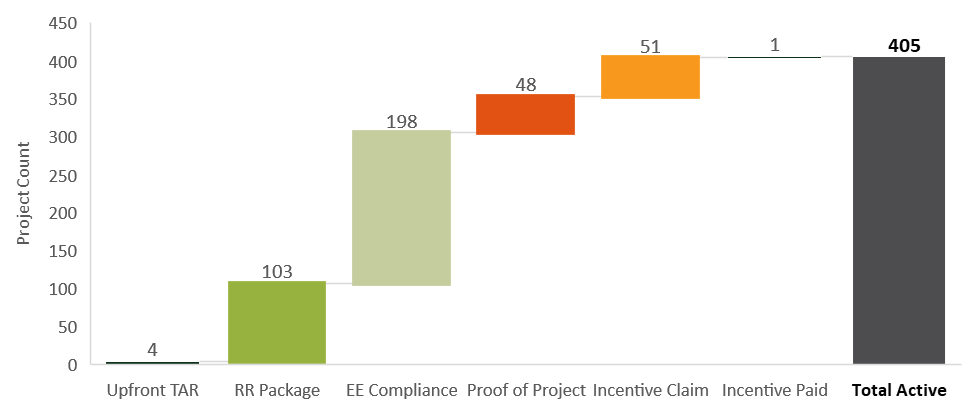 450
400
350
300
250
200
150
100
50
0
Project Count
4
103
198
48
51
1
405
Upfront TAR
RR Package
EE Compliance
Proof of Project
Incentive Claim
Incentive Paid
Total Active